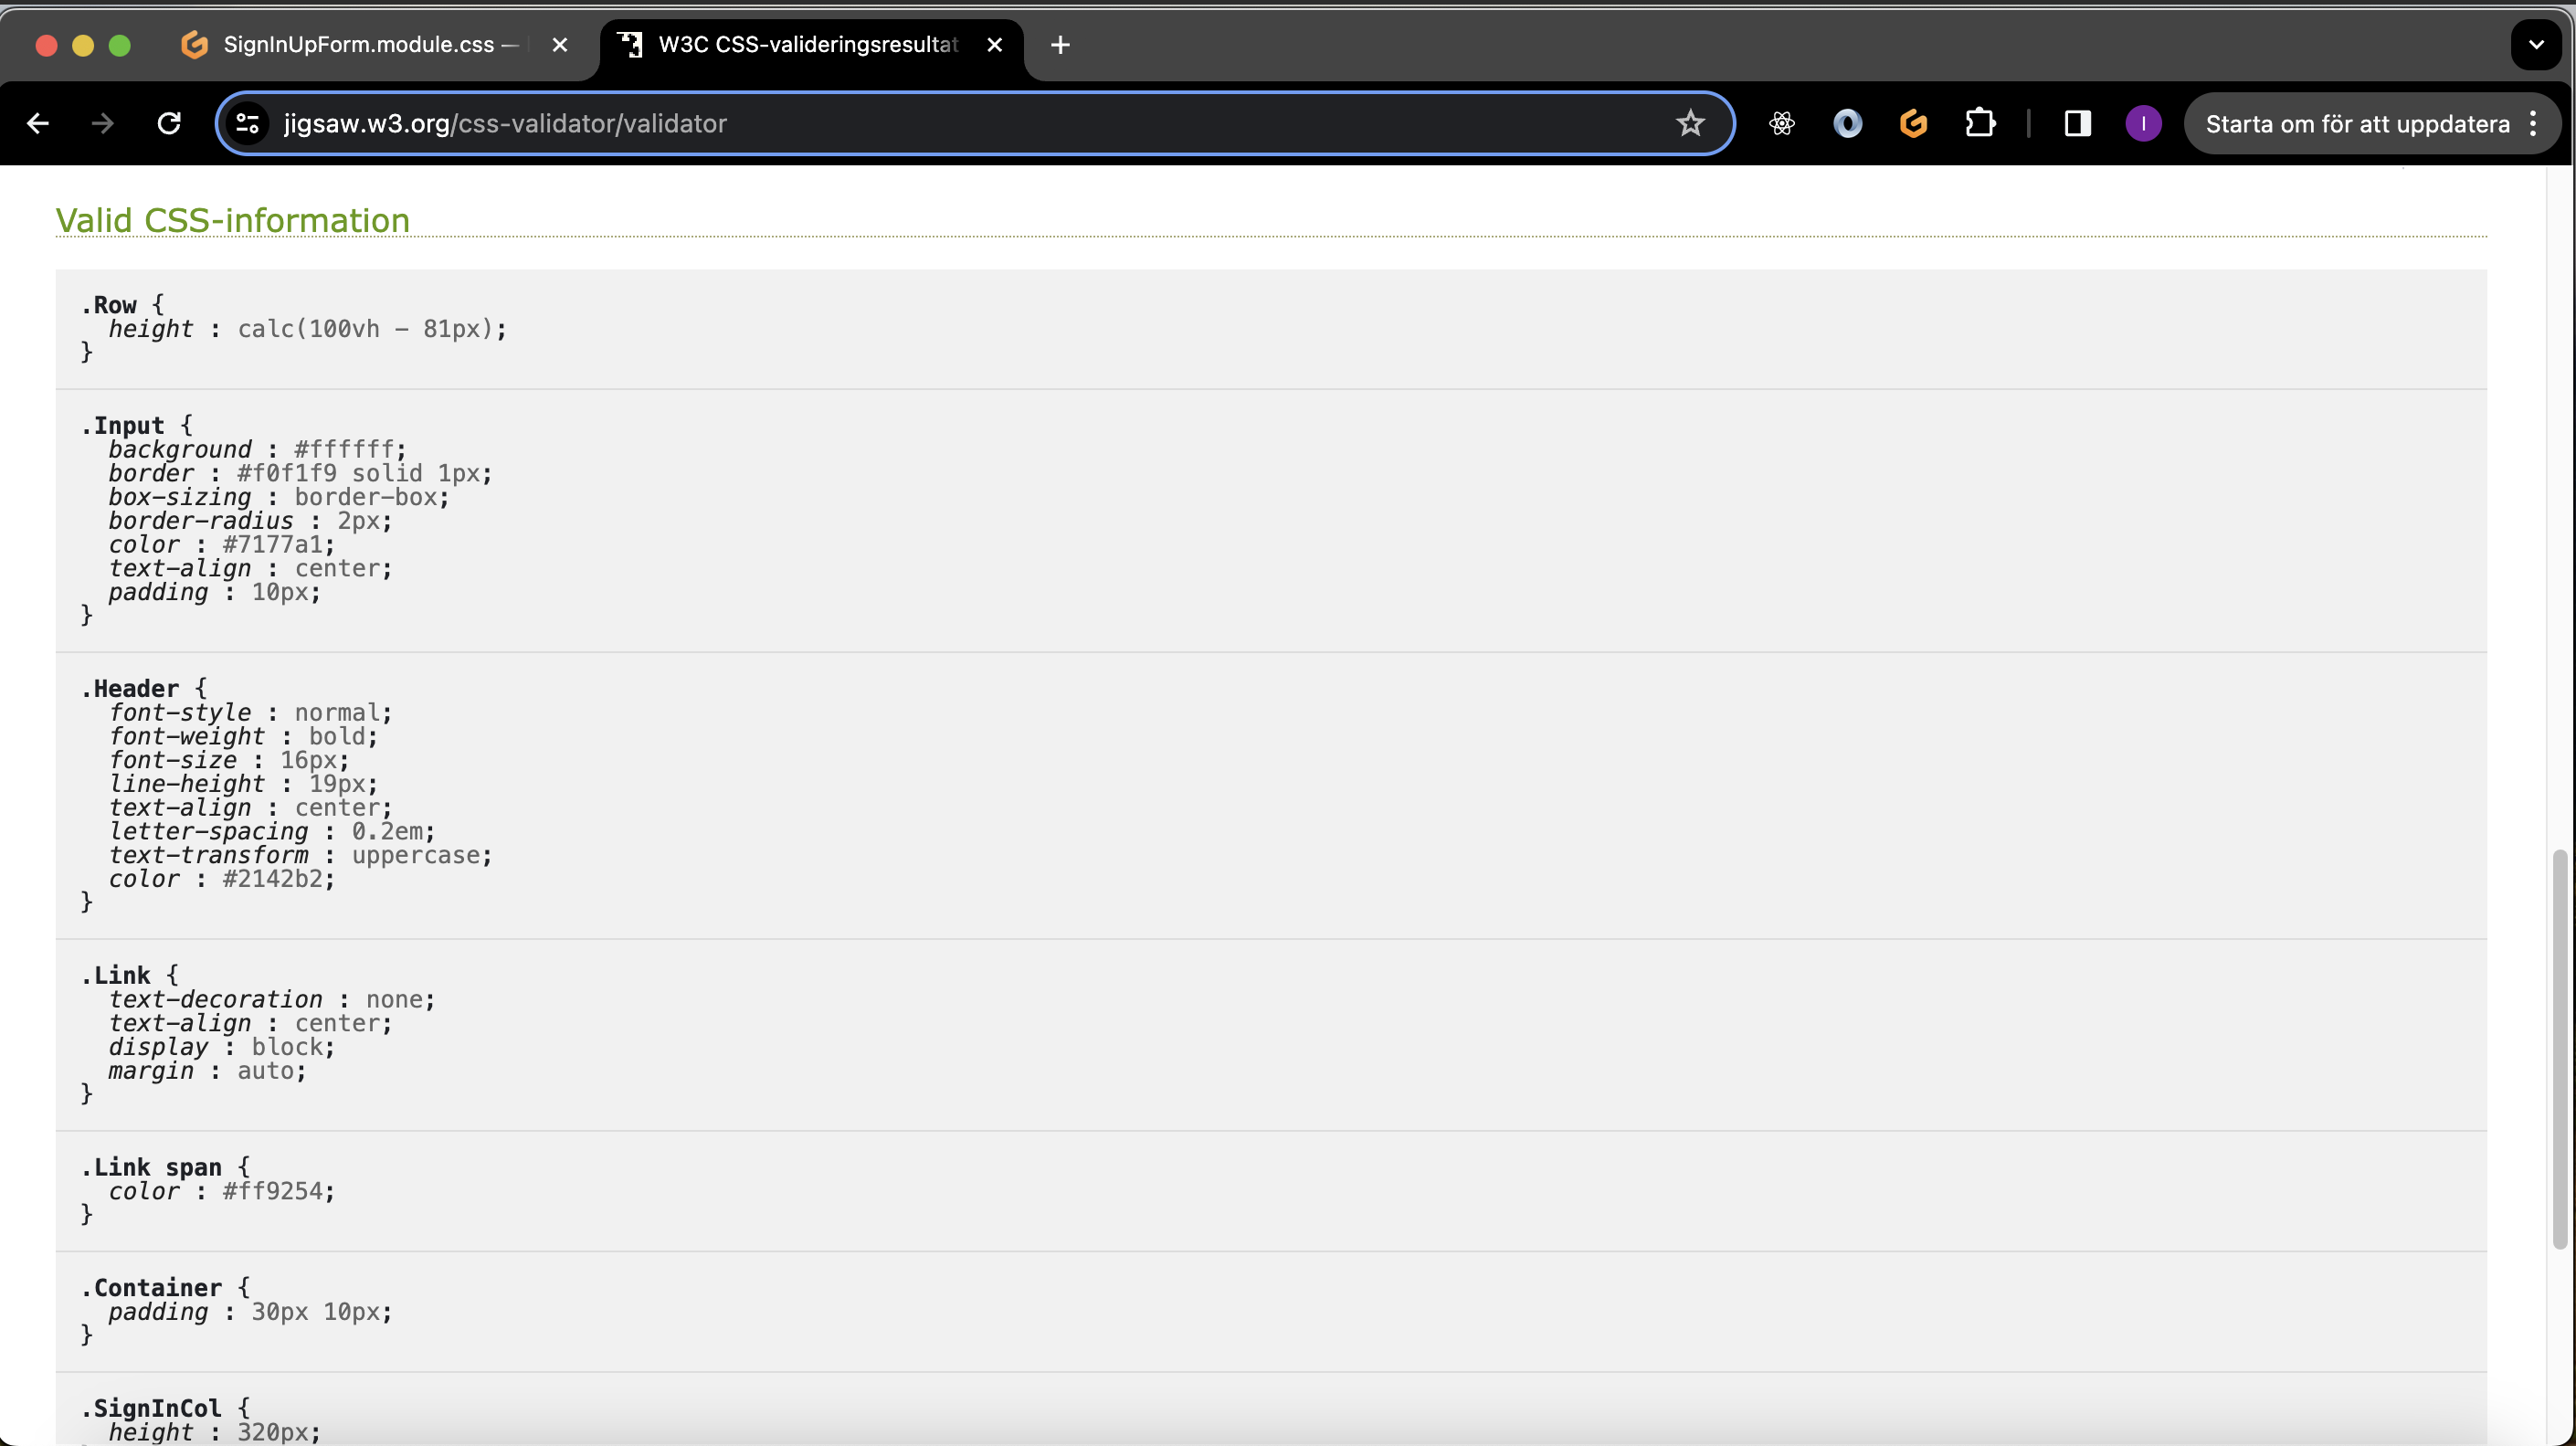 SignInUpForm.module.css —
W3C CSS-valideringsresultat
jigsaw.w3.org/css-validator/validator
I
Starta om för att uppdatera
Valid CSS-information
.Row {
height : calc(100vh - 81px);
}
.Input {
background : #ffffff;
border : #f0f1f9 solid 1px;
box-sizing : border-box;
border-radius : 2px;
color : #7177a1;
text-align : center;
padding : 10px;
}
.Header {
font-style : normal;
font-weight : bold;
font-size : 16px;
line-height : 19px;
text-align : center;
letter-spacing : 0.2em;
text-transform : uppercase;
color : #2142b2;
}
.Link {
text-decoration : none;
text-align : center;
display : block;
margin : auto;
}
.Link span {
color : #ff9254;
}
.Container {
padding : 30px 10px;
}
.SignInCol {
height : 320px;